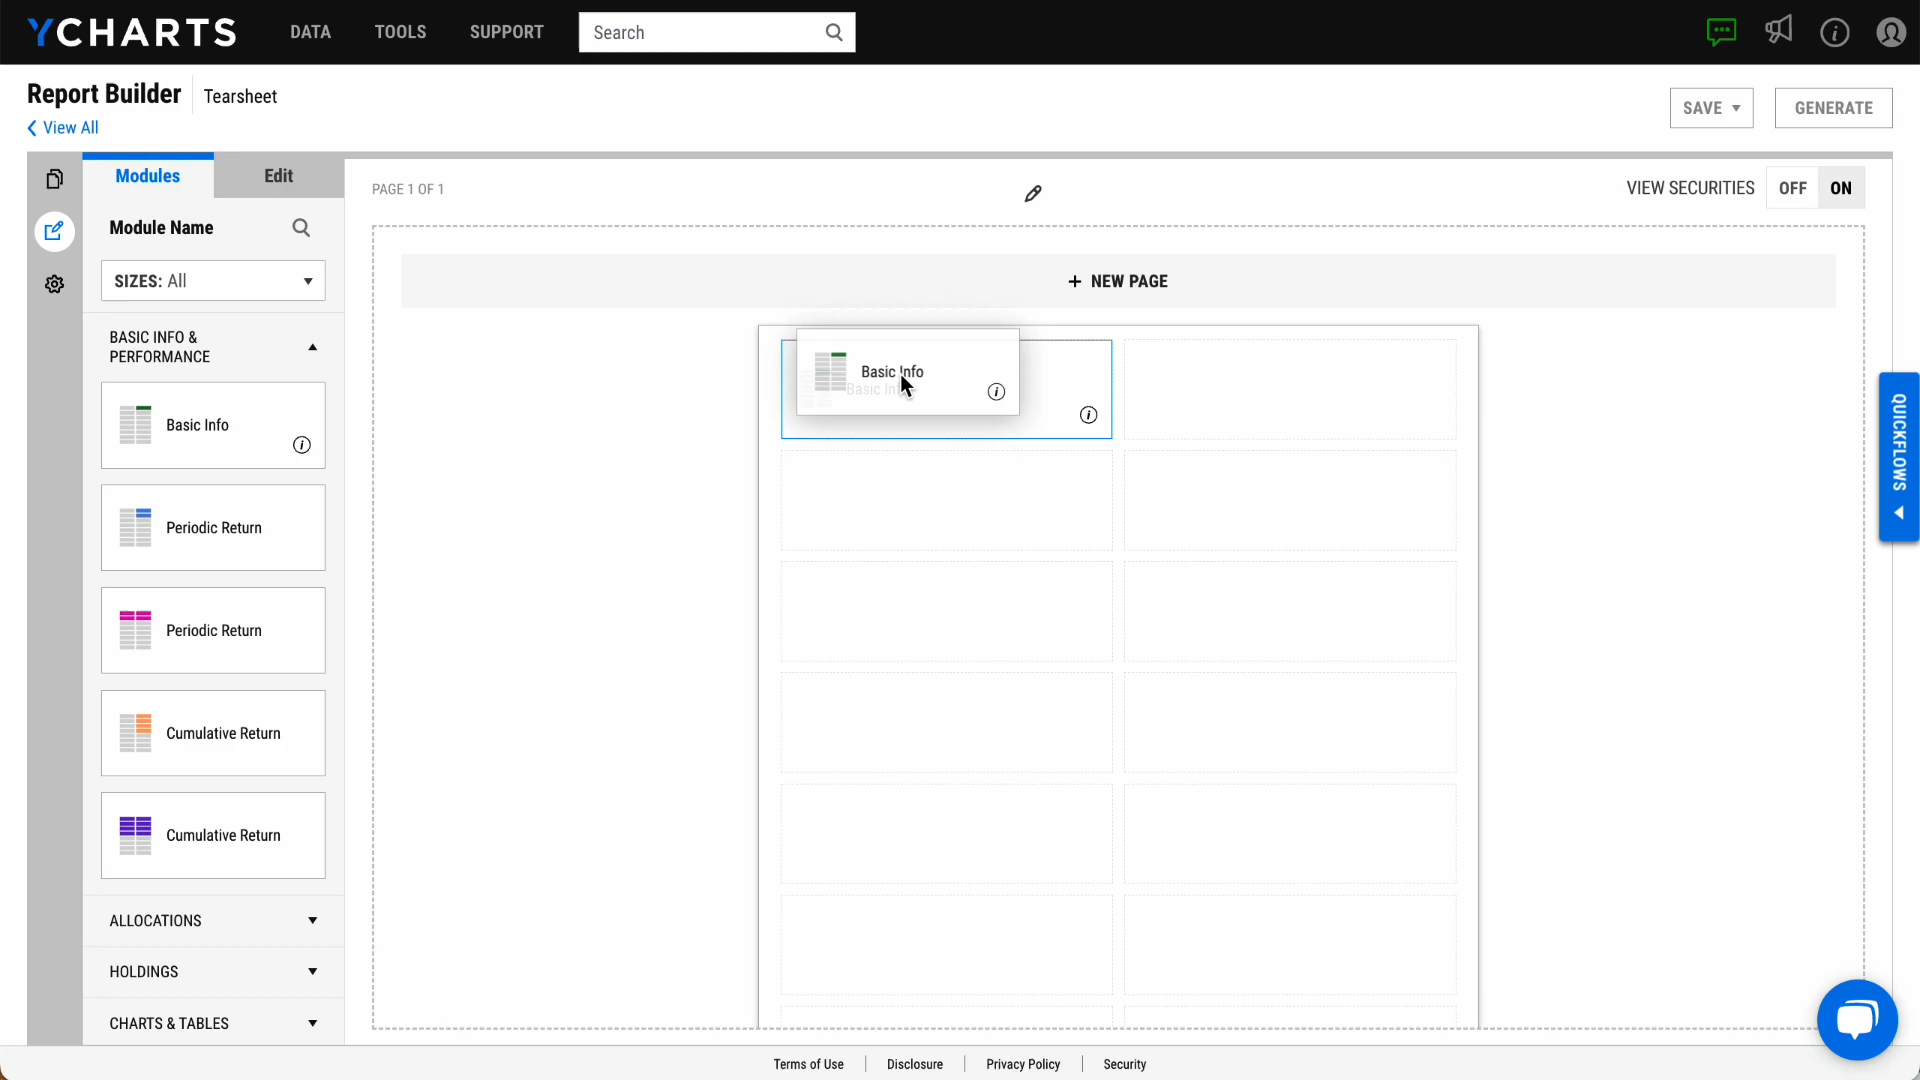 YCHARTS
DATA
TOOLS
SUPPORT
Search
Report Builder
Tearsheet
View All
SAVE
GENERATE
Modules
Edit
PAGE 1 OF 1
VIEW SECURITIES
OFF
ON
Module Name
SIZES: All
NEW PAGE
BASIC INFO &
PERFORMANCE
Basic Info
Basic Info
Basic Info
Periodic Return
Periodic Return
Cumulative Return
Cumulative Return
ALLOCATIONS
HOLDINGS
CHARTS & TABLES
QUICKFLOWS
Terms of Use
Disclosure
Privacy Policy
Security